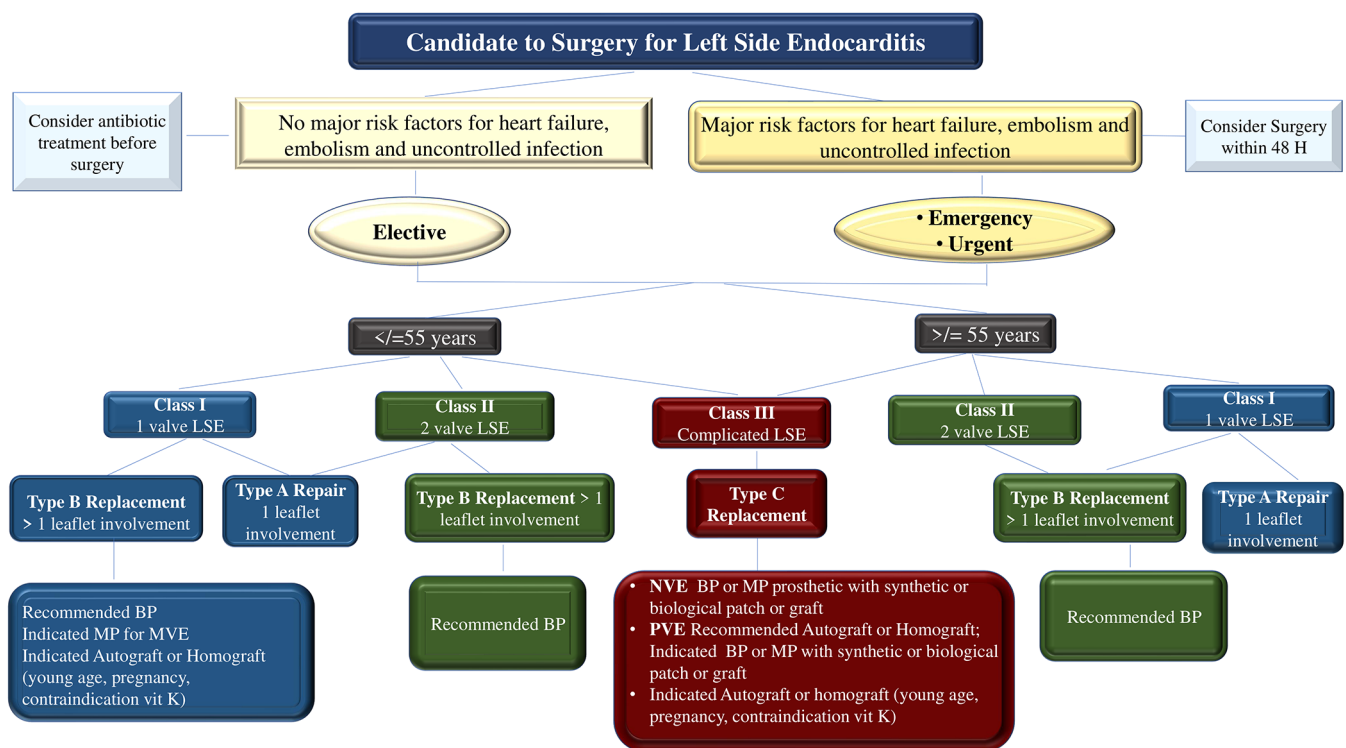 Candidate to Surgery for Left Side Endocarditis
Consider antibiotic
treatment before
surgery
No major risk factors for heart failure,
embolism and uncontrolled infection
Major risk factors for heart failure, embolism and
uncontrolled infection
Consider Surgery
within 48 H
Elective
• Emergency
• Urgent
</=55 years
>/= 55 years
Class I
1 valve LSE
Class II
2 valve LSE
Class III
Complicated LSE
Class II
2 valve LSE
Class I
1 valve LSE
Type B Replacement
> 1 leaflet involvement
Type A Repair
1 leaflet
involvement
Type B Replacement > 1
leaflet involvement
Type C
Replacement
Type B Replacement
> 1 leaflet involvement
Type A Repair
1 leaflet
involvement
Recommended BP
Indicated MP for MVE
Indicated Autograft or Homograft
(young age, pregnancy,
contraindication vit K)
Recommended BP
• NVE BP or MP prosthetic with synthetic or
biological patch or graft
• PVE Recommended Autograft or Homograft;
Indicated BP or MP with synthetic or biological
patch or graft
• Indicated Autograft or homograft (young age,
pregnancy, contraindication vit K)
Recommended BP